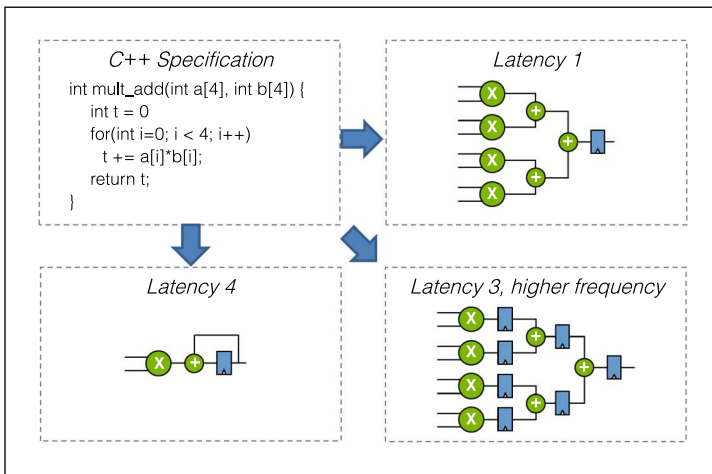 C++ Specification
int mult_add(int a[4], int b[4]) {
int t = 0
for(int i=0; i < 4; i++)
t += a[i]*b[i];
return t;
}
Latency 1
X
X
X
X
+
+
+
Latency 4
X
+
Latency 3, higher frequency
X
X
X
X
+
+
+